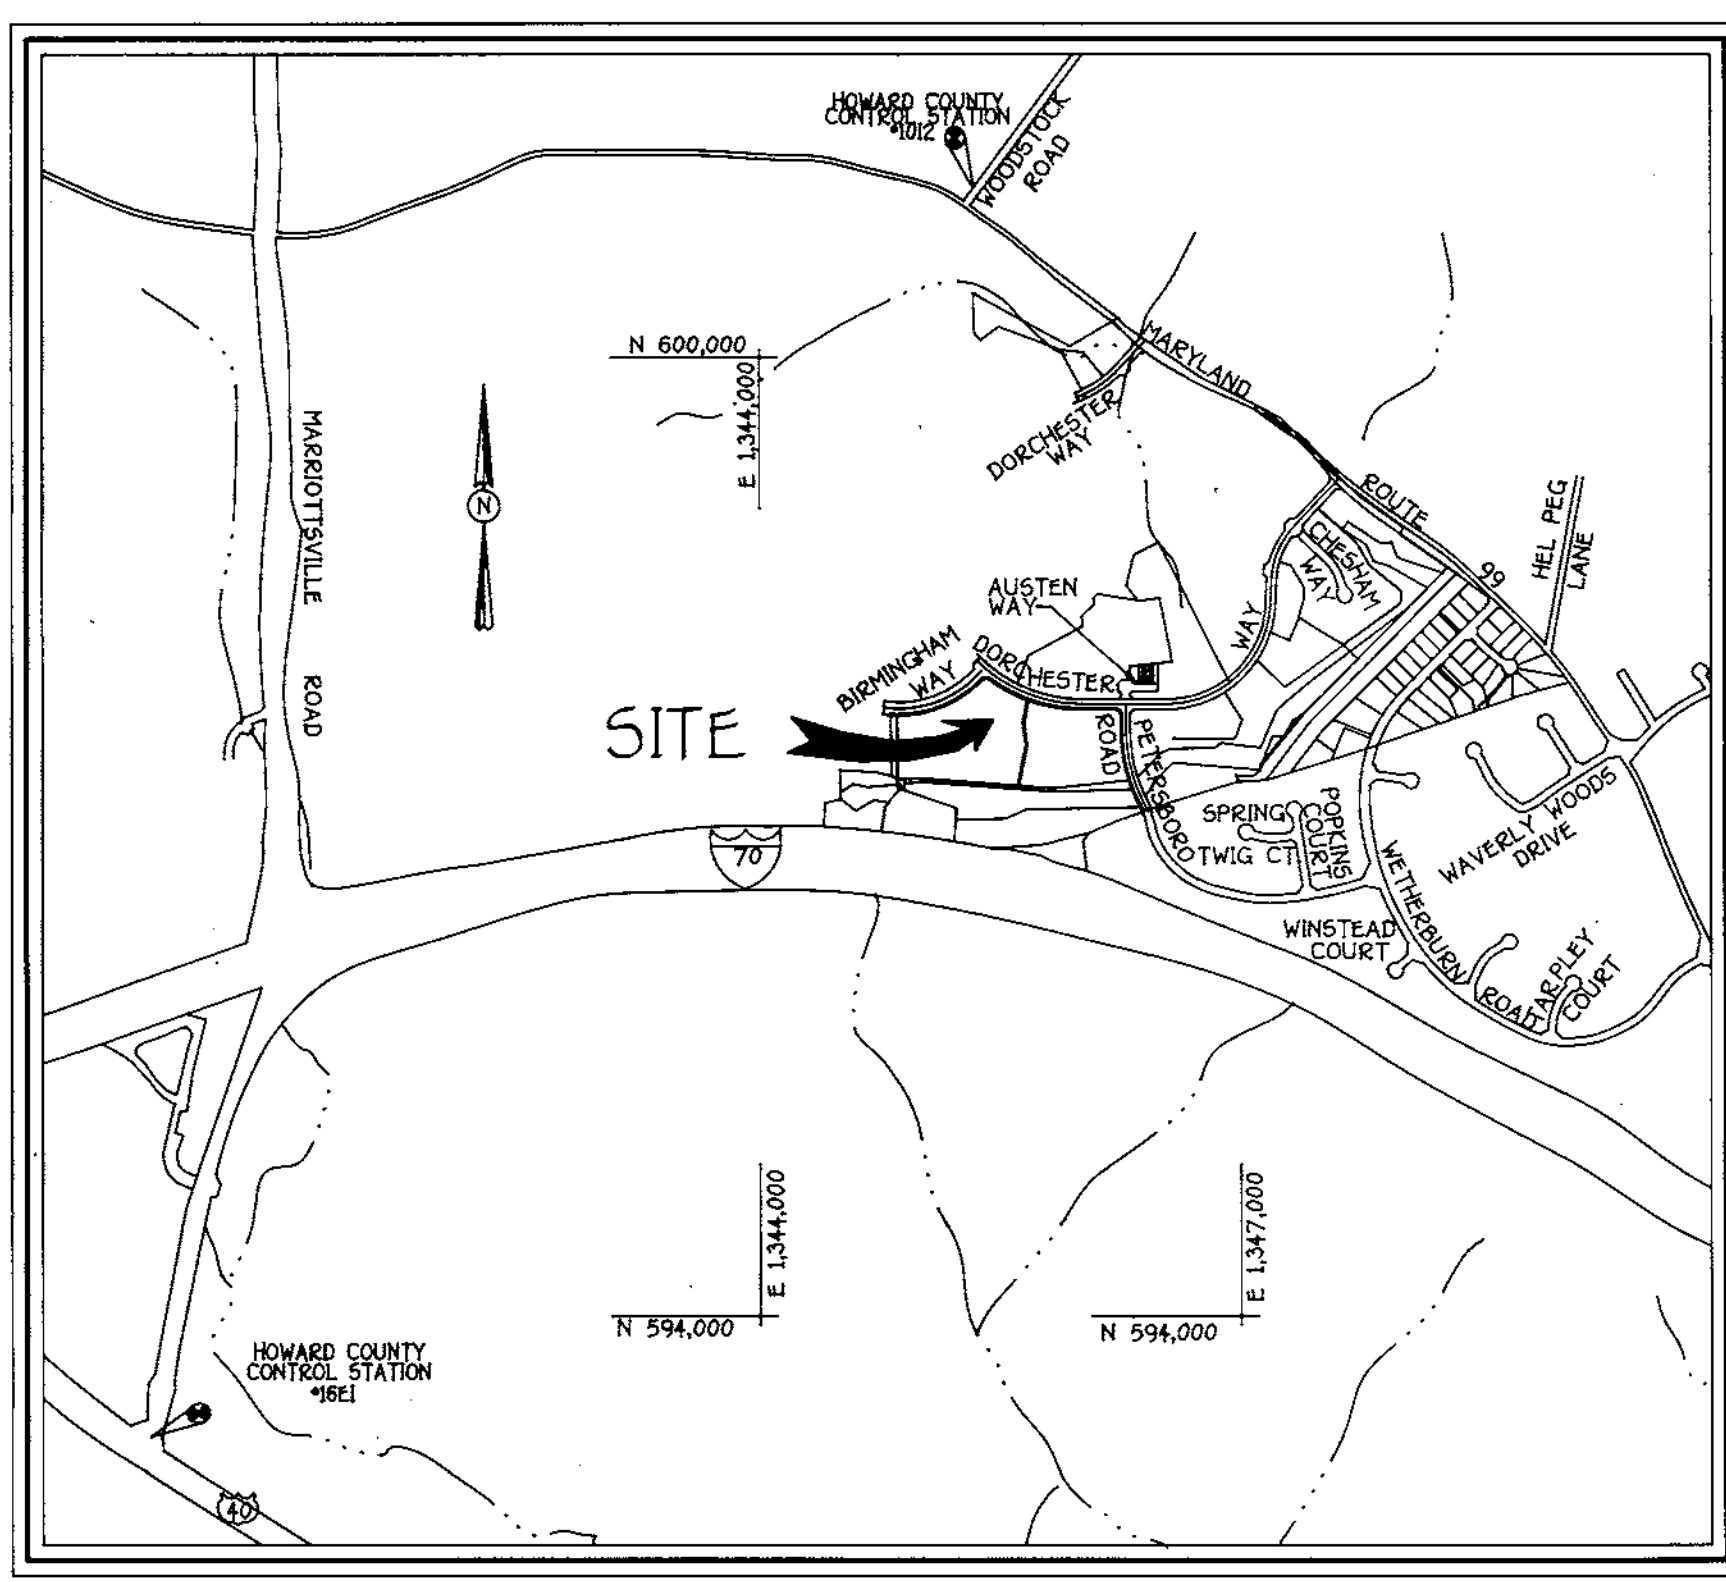 HOWARD COUNTY
CONTROL STATION
*1012
WOODSTOCK
ROAD
MARYLAND
ROUTE
99
N 600,000
E 1,344,000
DORCHESTER
WAY
MARRIOTTSVILLE
ROAD
N
HEL PEG
LANE
CHESHAM
WAY
AUSTEN
WAY
BIRMINGHAM
WAY
DORCHESTER
WAY
SITE
ROAD
PETERSBORO
SPRING
TWIG CT
POPKINS
COURT
WAVERLY WOODS
DRIVE
WETHERBURN
ROAD
WINSTEAD
COURT
TARPLEY
COURT
70
E 1,344,000
N 594,000
E 1,347,000
N 594,000
HOWARD COUNTY
CONTROL STATION
*16E1
40